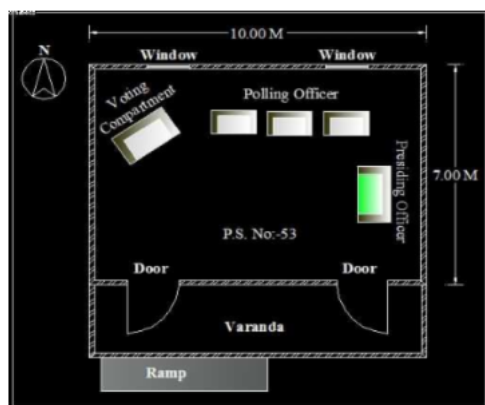 10.00 M
N
Window
Window
Voting
Compartment
Polling Officer
Presiding Officer
7.00 M
P.S. No:-53
Door
Door
Varanda
Ramp